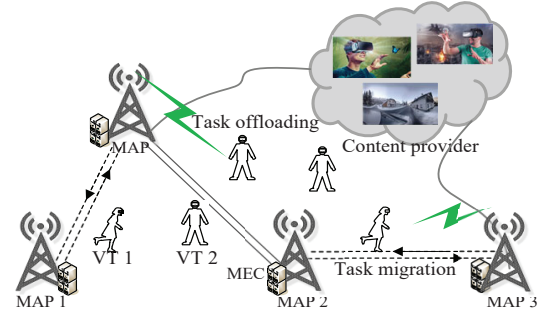 Task offloading
MAP
Content provider
VT 1
VT 2
MEC
Task migration
MAP 1
MAP 2
MAP 3